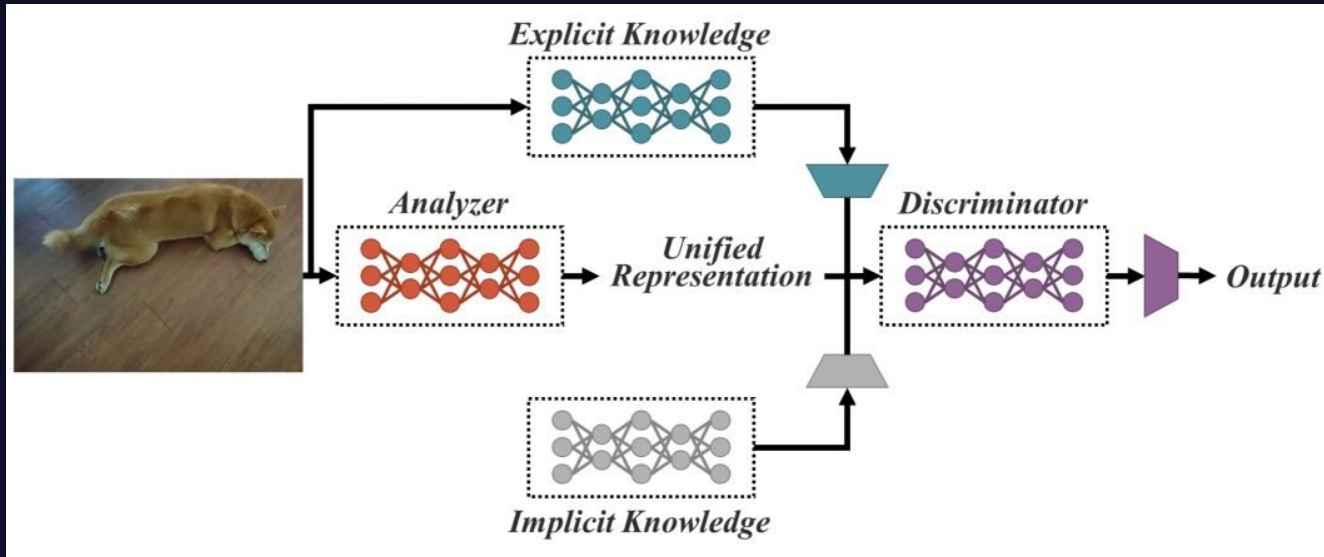 Explicit Knowledge
Analyzer
Unified
Representation
Discriminator
Output
Implicit Knowledge